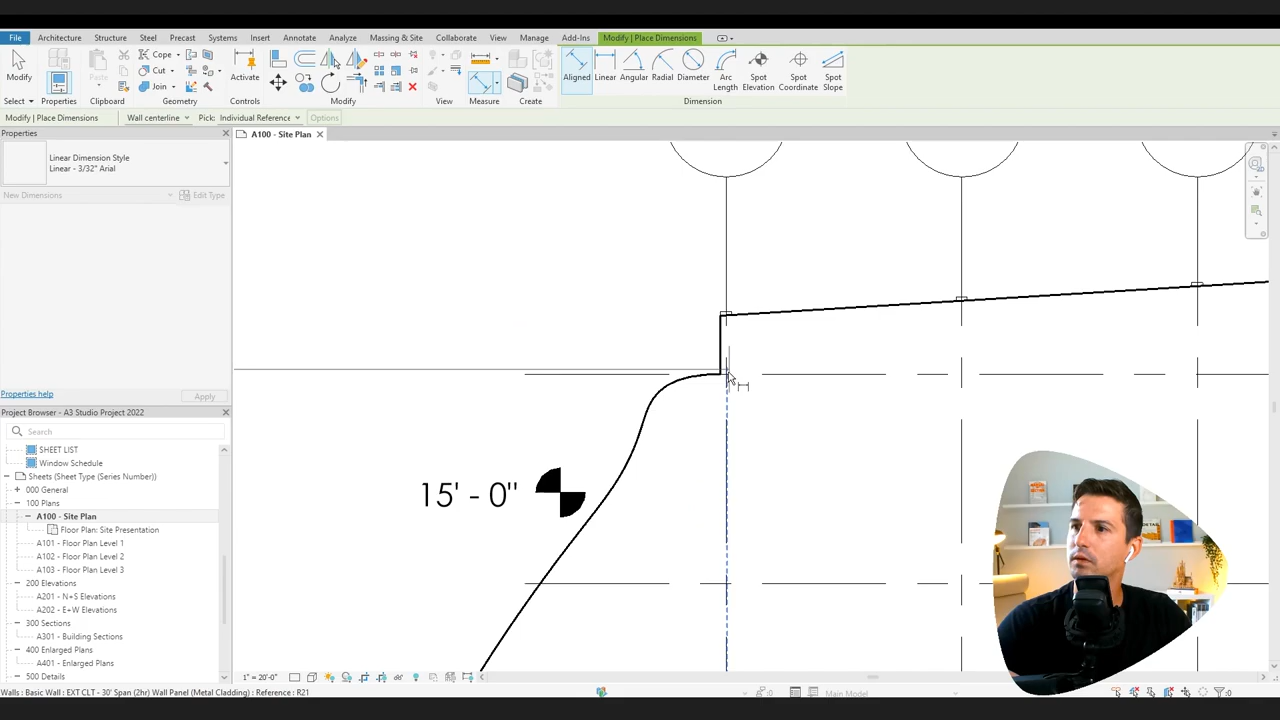 File Architecture Structure Steel Precast Systems Insert Annotate Analyze Massing & Site Collaborate View Manage Add-Ins Modify | Place Dimensions
Modify Paste Cope Cut Join Activate Aligned Linear Angular Radial Diameter Arc Length Spot Elevation Spot Coordinate Spot Slope
Select Properties Clipboard Geometry Controls Modify View Measure Create Dimension
Modify | Place Dimensions Wall centerline Pick: Individual Reference Options
Properties
A100 - Site Plan
Linear Dimension Style
Linear - 3/32" Arial
New Dimensions Edit Type
Properties help Apply
Project Browser - A3 Studio Project 2022
Search
SHEET LIST
Window Schedule
Sheets (Sheet Type (Series Number))
000 General
100 Plans
A100 - Site Plan
Floor Plan: Site Presentation
A101 - Floor Plan Level 1
A102 - Floor Plan Level 2
A103 - Floor Plan Level 3
200 Elevations
A201 - N+S Elevations
A202 - E+W Elevations
300 Sections
A301 - Building Sections
400 Enlarged Plans
A401 - Enlarged Plans
500 Details
15' - 0"
1" = 20'-0"
Walls : Basic Wall : EXT CLT - 30' Span (2hr) Wall Panel (Metal Cladding) : Reference : R21
:0 Main Model :0